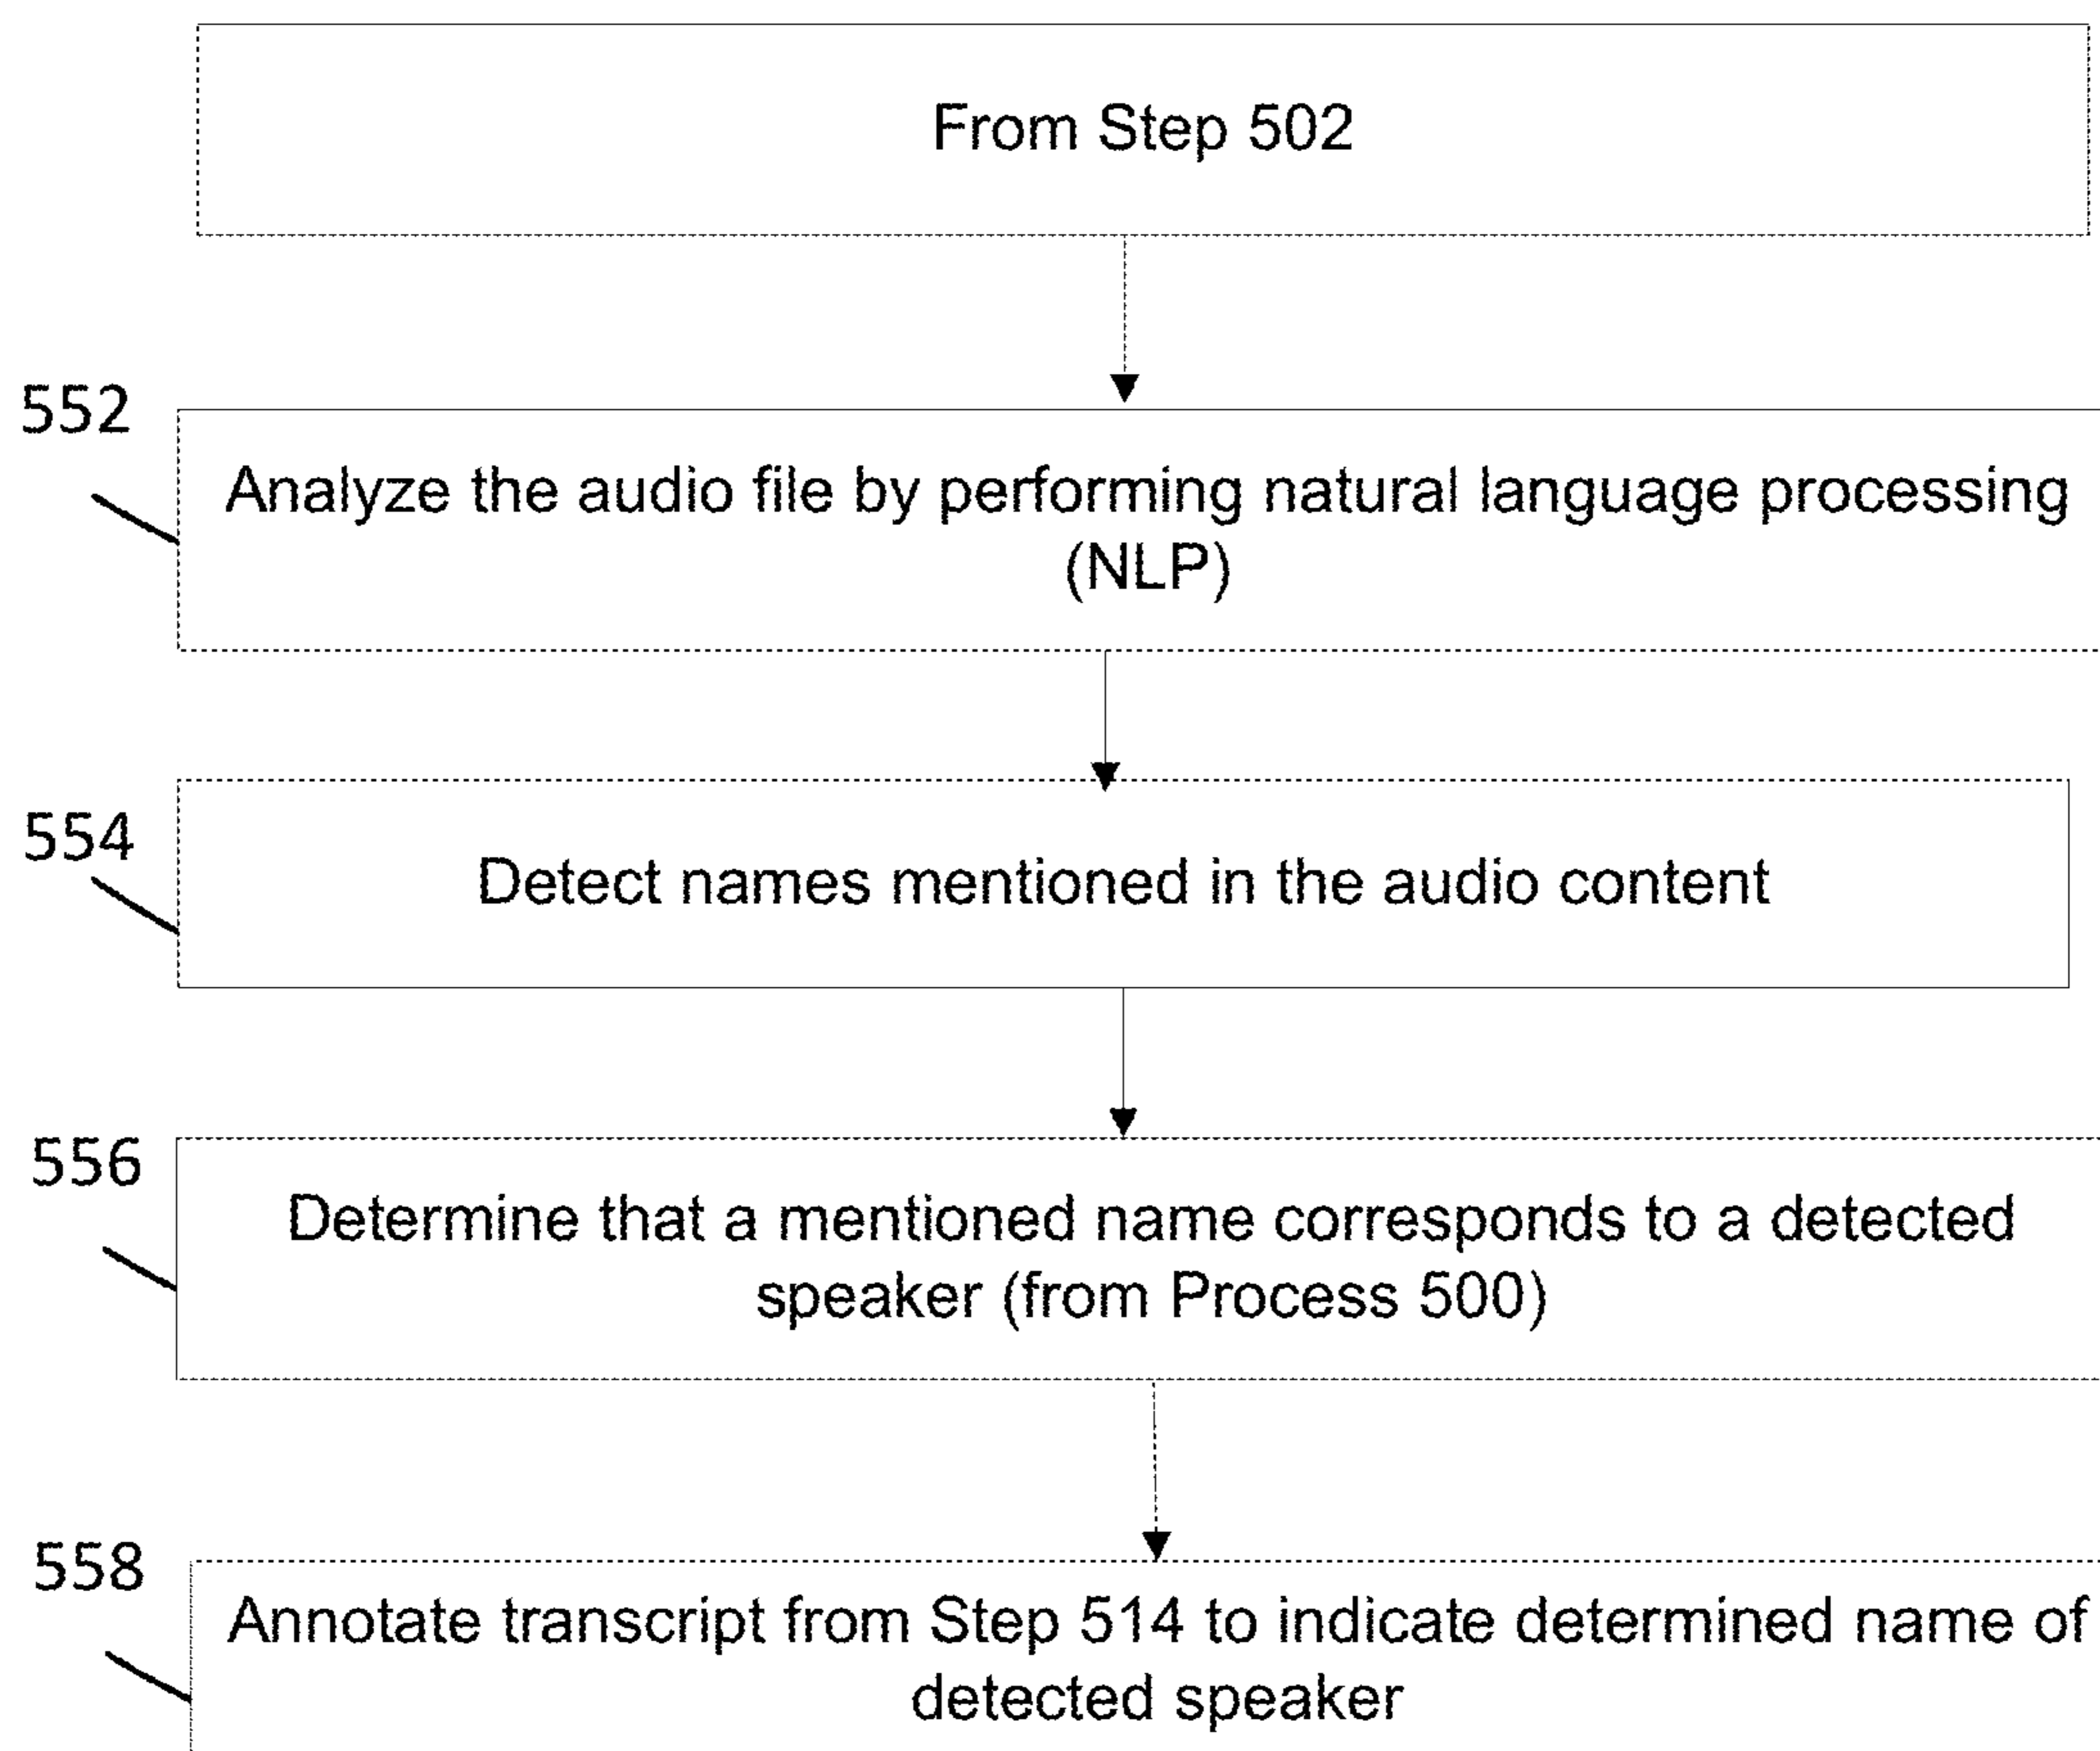 From Step 502
552
Analyze the audio file by performing natural language processing
(NLP)
554
Detect names mentioned in the audio content
556
Determine that a mentioned name corresponds to a detected
speaker (from Process 500)
558
Annotate transcript from Step 514 to indicate determined name of
detected speaker